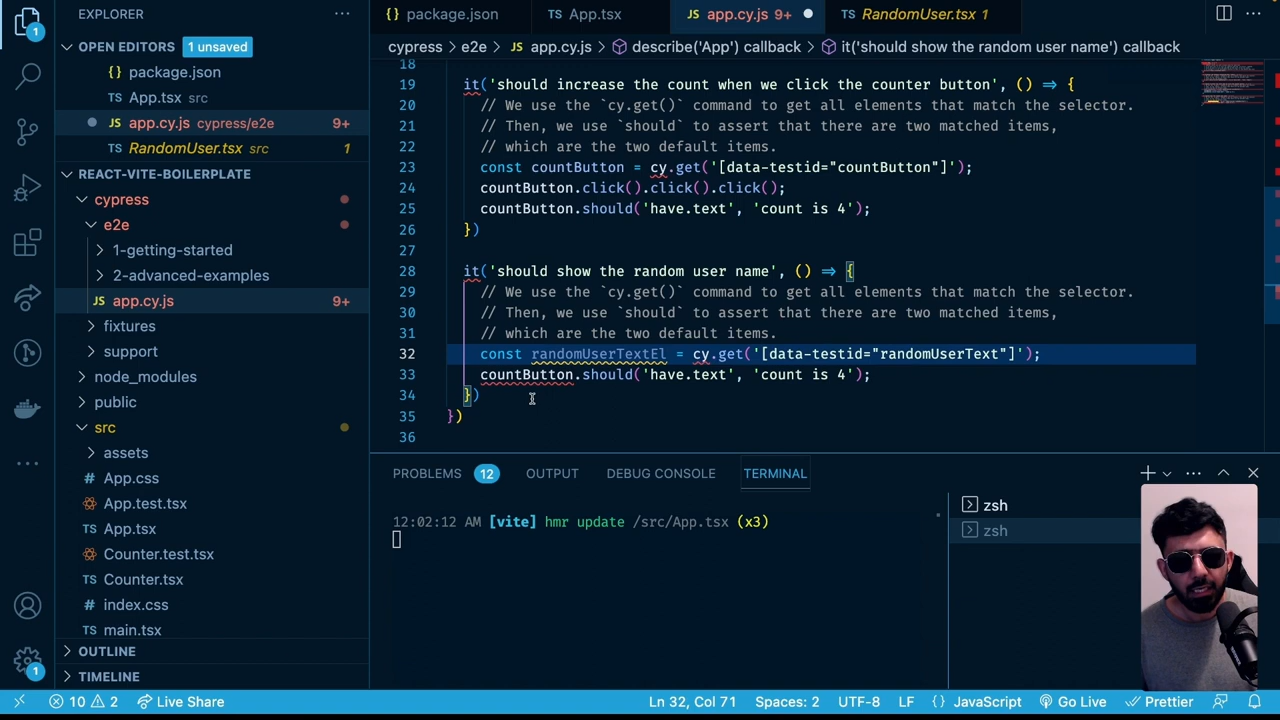 EXPLORER
package.json
App.tsx
app.cy.js 9+
RandomUser.tsx 1
OPEN EDITORS
1 unsaved
package.json
App.tsx src
app.cy.js cypress/e2e 9+
RandomUser.tsx src 1
REACT-VITE-BOILERPLATE
cypress
e2e
1-getting-started
2-advanced-examples
app.cy.js 9+
fixtures
support
node_modules
public
src
assets
App.css
App.test.tsx
App.tsx
Counter.test.tsx
Counter.tsx
index.css
main.tsx
OUTLINE
TIMELINE
cypress > e2e > JS app.cy.js > describe('App') callback > it('should show the random user name') callback
18
19 it('should increase the count when we click the counter button', () => {
20 // We use the `cy.get()` command to get all elements that match the selector.
21 // Then, we use `should` to assert that there are two matched items,
22 // which are the two default items.
23 const countButton = cy.get('[data-testid="countButton"]');
24 countButton.click().click().click();
25 countButton.should('have.text', 'count is 4');
26 })
27
28 it('should show the random user name', () => {
29 // We use the `cy.get()` command to get all elements that match the selector.
30 // Then, we use `should` to assert that there are two matched items,
31 // which are the two default items.
32 const randomUserTextEl = cy.get('[data-testid="randomUserText"]');
33 countButton.should('have.text', 'count is 4');
34 })
35 })
36
PROBLEMS 12 OUTPUT DEBUG CONSOLE TERMINAL
12:02:12 AM [vite] hmr update /src/App.tsx (x3)
zsh
zsh
10 2 Live Share Ln 32, Col 71 Spaces: 2 UTF-8 LF {} JavaScript Go Live Prettier